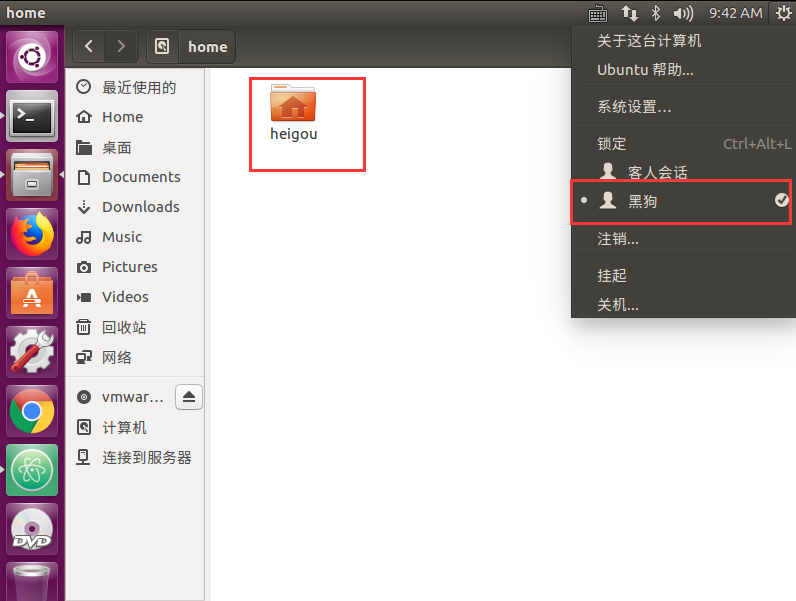 home
9:42 AM
home
最近使用的
Home
桌面
Documents
Downloads
Music
Pictures
Videos
回收站
网络
vmwar…
计算机
连接到服务器
heigou
关于这台计算机
Ubuntu 帮助...
系统设置...
锁定 Ctrl+Alt+L
客人会话
黑狗
注销...
挂起
关机...
A
DVD